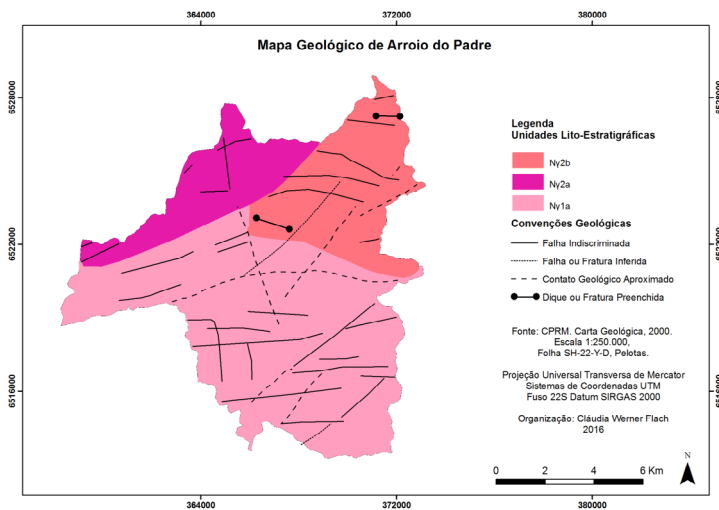 364000
372000
380000
Mapa Geológico de Arroio do Padre
6528000
6528000
6522000
6522000
6516000
6516000
Legenda
Unidades Lito-Estratigráficas
Nγ2b
Nγ2a
Nγ1a
Convenções Geológicas
Falha Indiscriminada
Falha ou Fratura Inferida
Contato Geológico Aproximado
Dique ou Fratura Preenchida
Fonte: CPRM. Carta Geológica, 2000.
Escala 1:250.000,
Folha SH-22-Y-D, Pelotas.
Projeção Universal Transversa de Mercator
Sistemas de Coordenadas UTM
Fuso 22S Datum SIRGAS 2000
Organização: Cláudia Werner Flach
2016
N
0 2 4 6 Km
364000
372000
380000